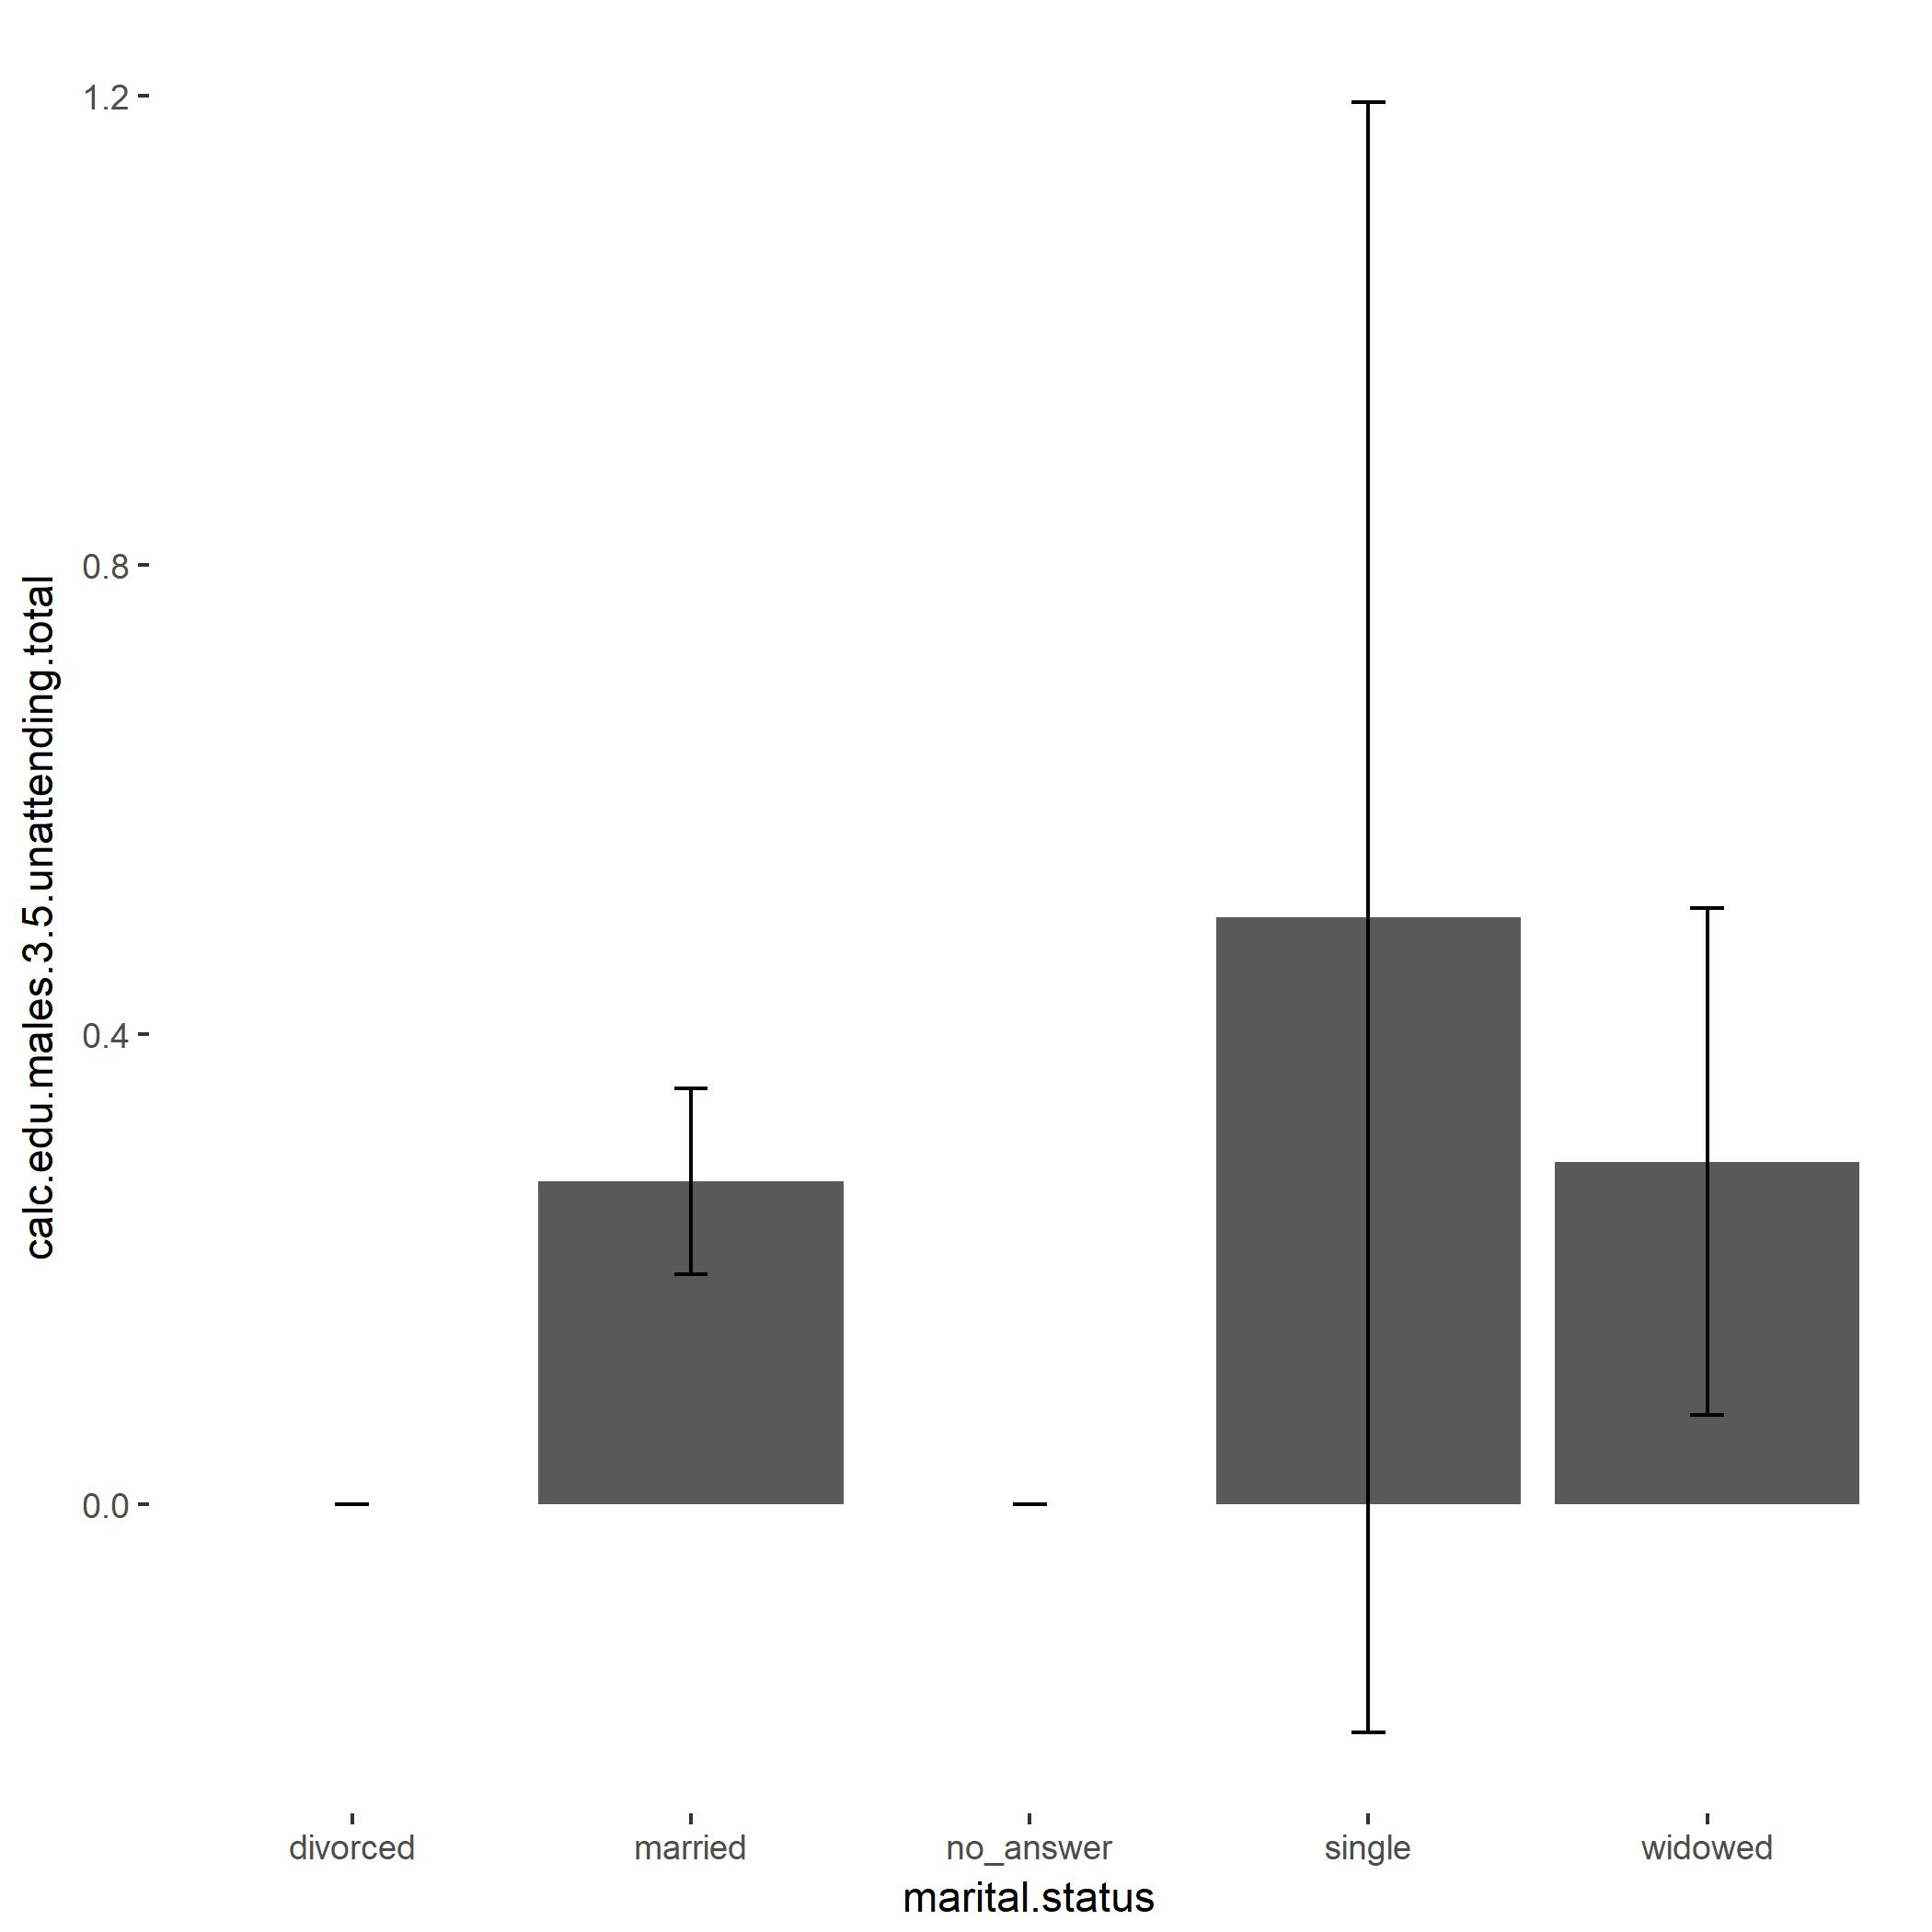 calc.edu.males.3.5.unattending.total
1.2
0.8
0.4
0.0
divorced married no_answer single widowed
marital.status